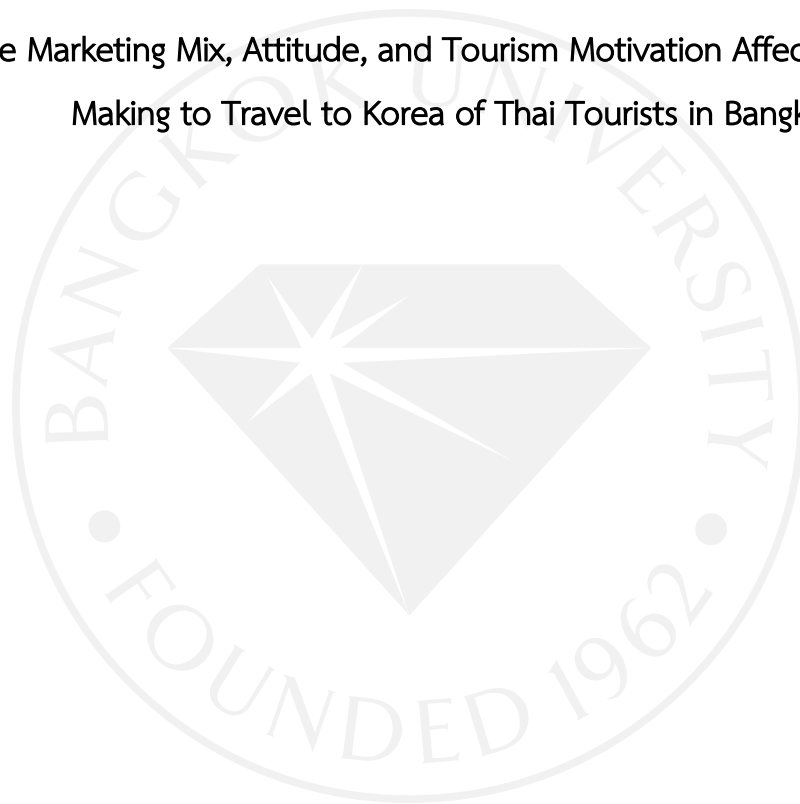 e Marketing Mix, Attitude, and Tourism Motivation Affec
Making to Travel to Korea of Thai Tourists in Bangk
BANGKOK UNIVERSITY
FOUNDED 1962